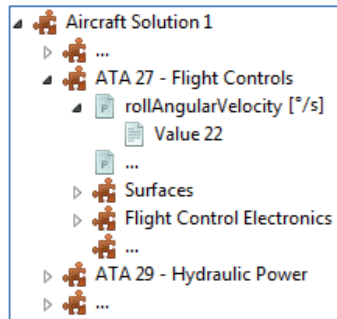 Aircraft Solution 1
...
ATA 27 - Flight Controls
P rollAngularVelocity [°/s]
Value 22
P ...
Surfaces
Flight Control Electronics
...
ATA 29 - Hydraulic Power
...